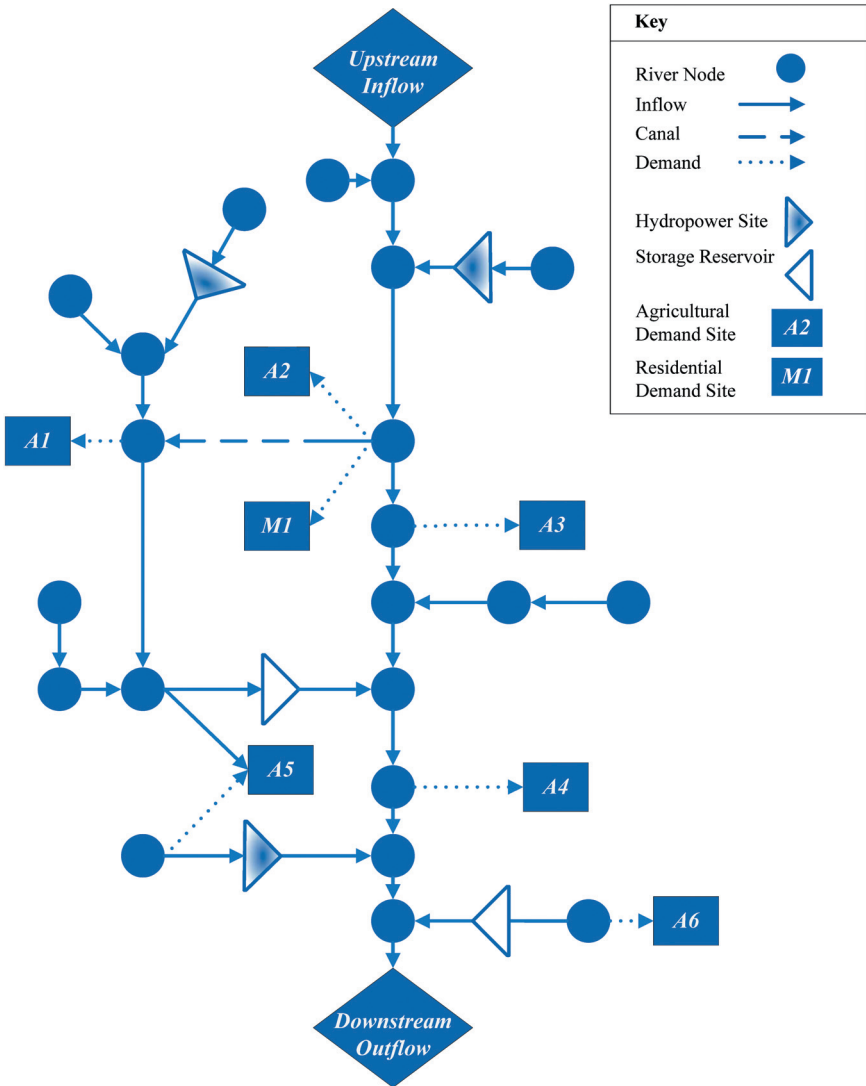 Upstream
Inflow
Key
River Node
Inflow
Canal
Demand
Hydropower Site
Storage Reservoir
Agricultural
Demand Site
A2
Residential
Demand Site
M1
A2
A1
M1
A3
A5
A4
A6
Downstream
Outflow